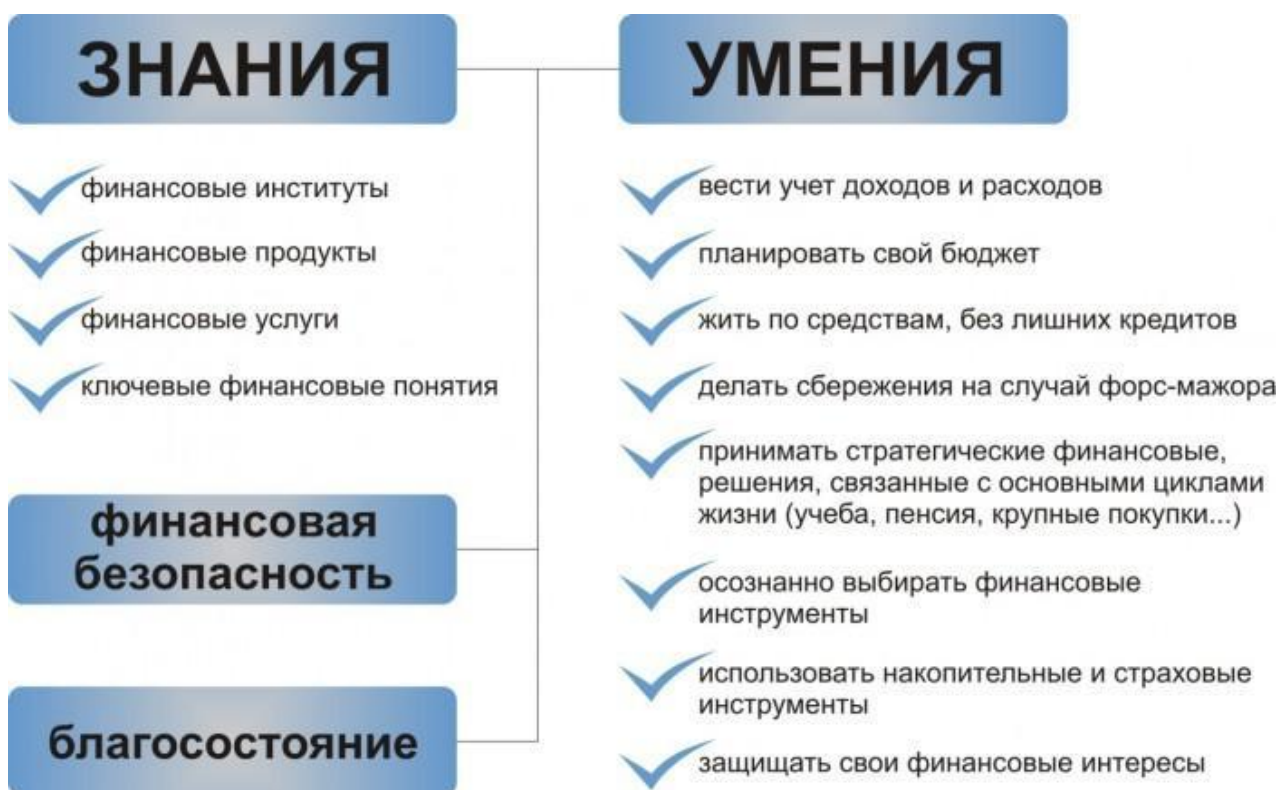 ЗНАНИЯ
финансовые институты
финансовые продукты
финансовые услуги
ключевые финансовые понятия
финансовая
безопасность
благосостояние
УМЕНИЯ
вести учет доходов и расходов
планировать свой бюджет
жить по средствам, без лишних кредитов
делать сбережения на случай форс-мажора
принимать стратегические финансовые,
решения, связанные с основными циклами
жизни (учеба, пенсия, крупные покупки...)
осознанно выбирать финансовые
инструменты
использовать накопительные и страховые
инструменты
защищать свои финансовые интересы